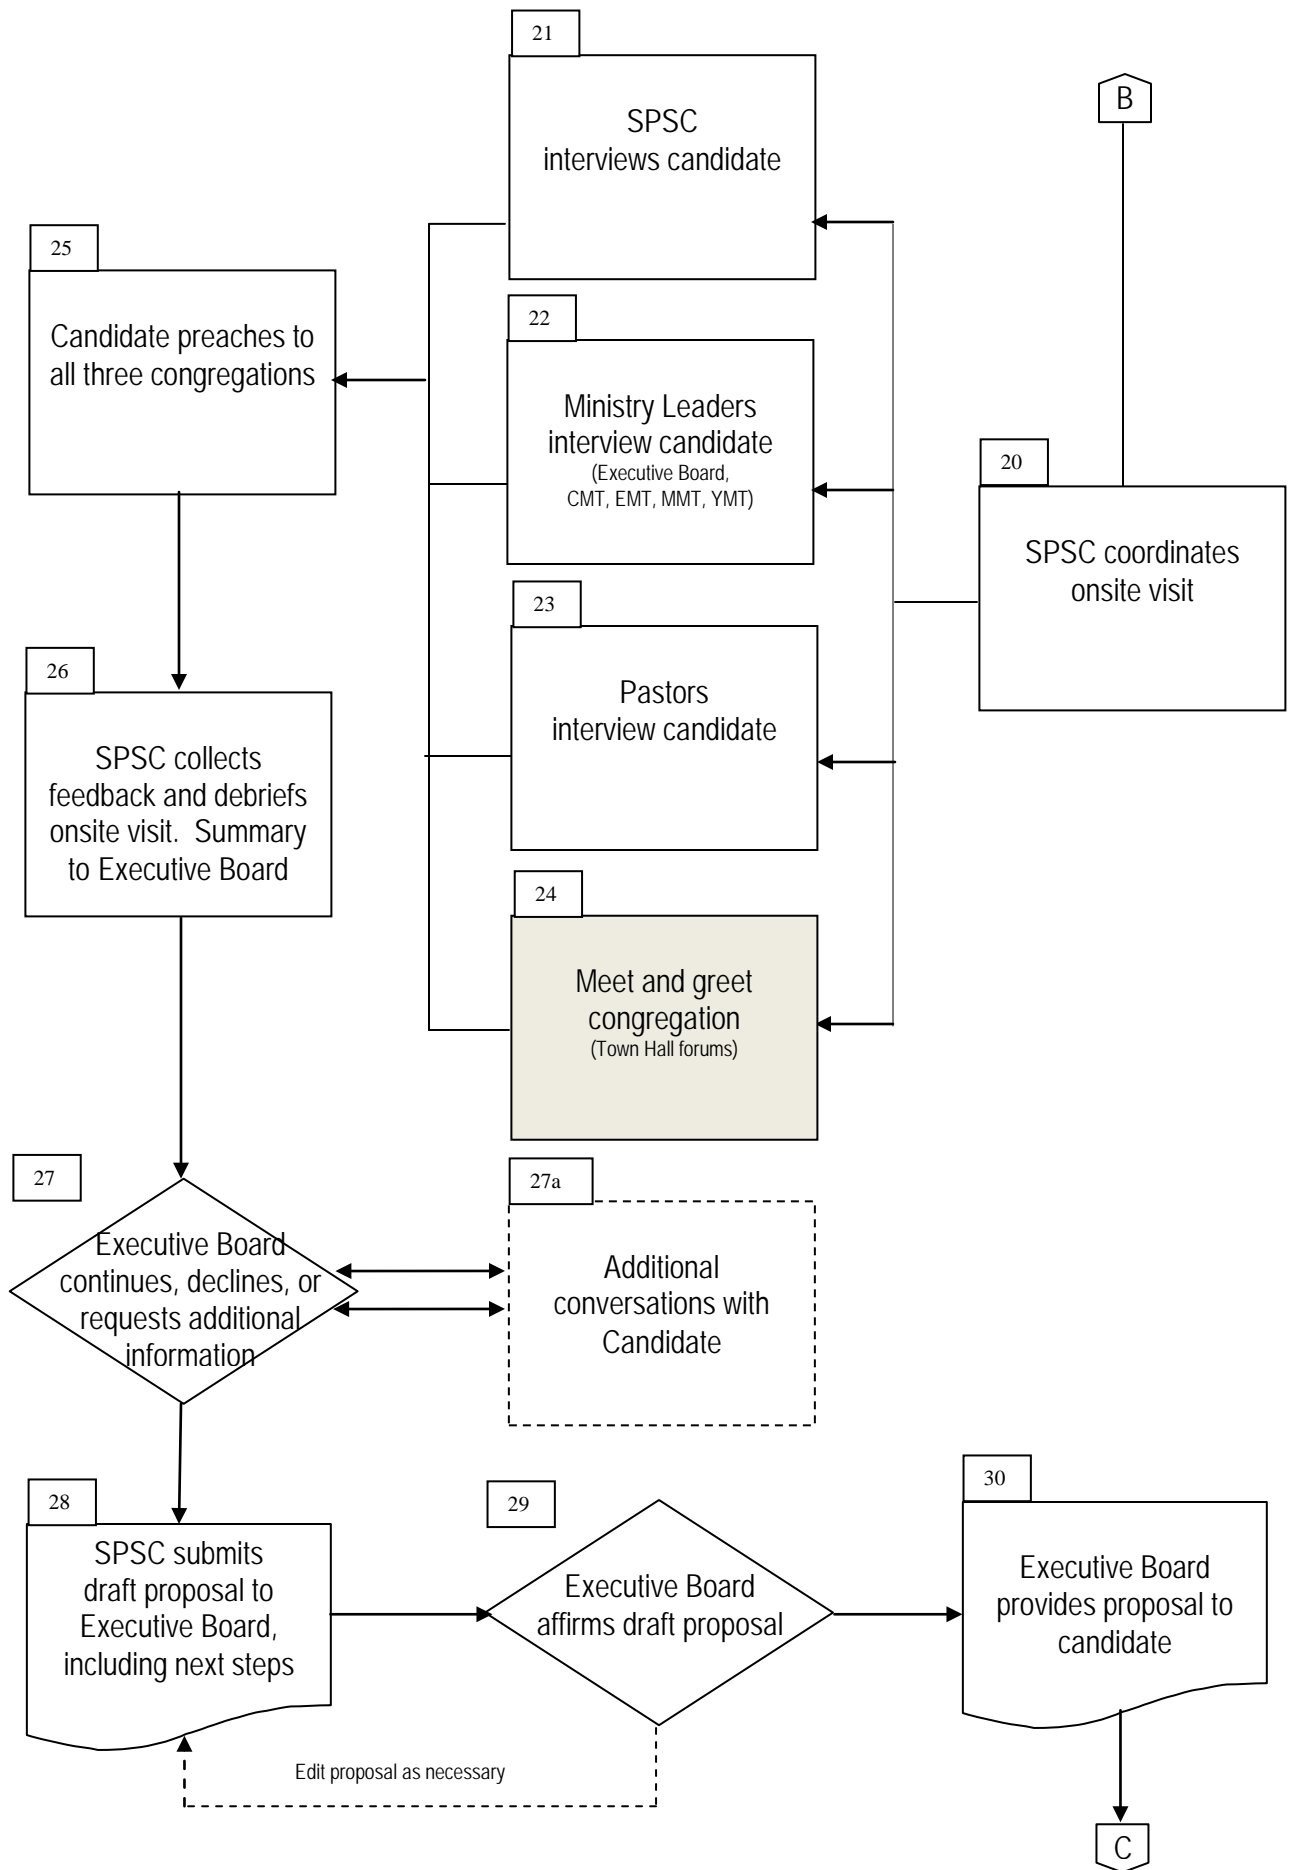 B
20
SPSC coordinates
onsite visit
21
SPSC
interviews candidate
22
Ministry Leaders
interview candidate
(Executive Board,
CMT, EMT, MMT, YMT)
23
Pastors
interview candidate
24
Meet and greet
congregation
(Town Hall forums)
25
Candidate preaches to
all three congregations
26
SPSC collects
feedback and debriefs
onsite visit.  Summary
to Executive Board
27
Executive Board
continues, declines, or
requests additional
information
27a
Additional
conversations with
Candidate
28
SPSC submits
draft proposal to
Executive Board,
including next steps
29
Executive Board
affirms draft proposal
Edit proposal as necessary
30
Executive Board
provides proposal to
candidate
C